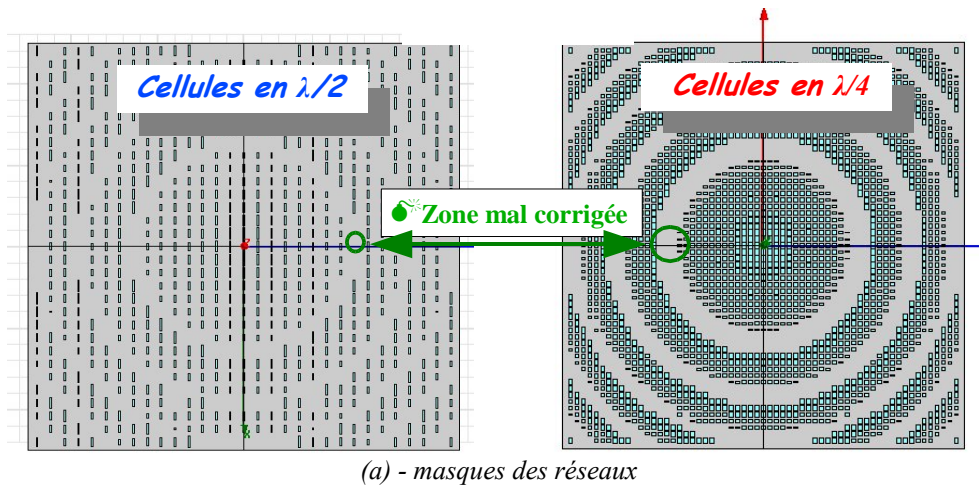 Cellules en λ/2
Cellules en λ/4
Zone mal corrigée
(a) - masques des réseaux